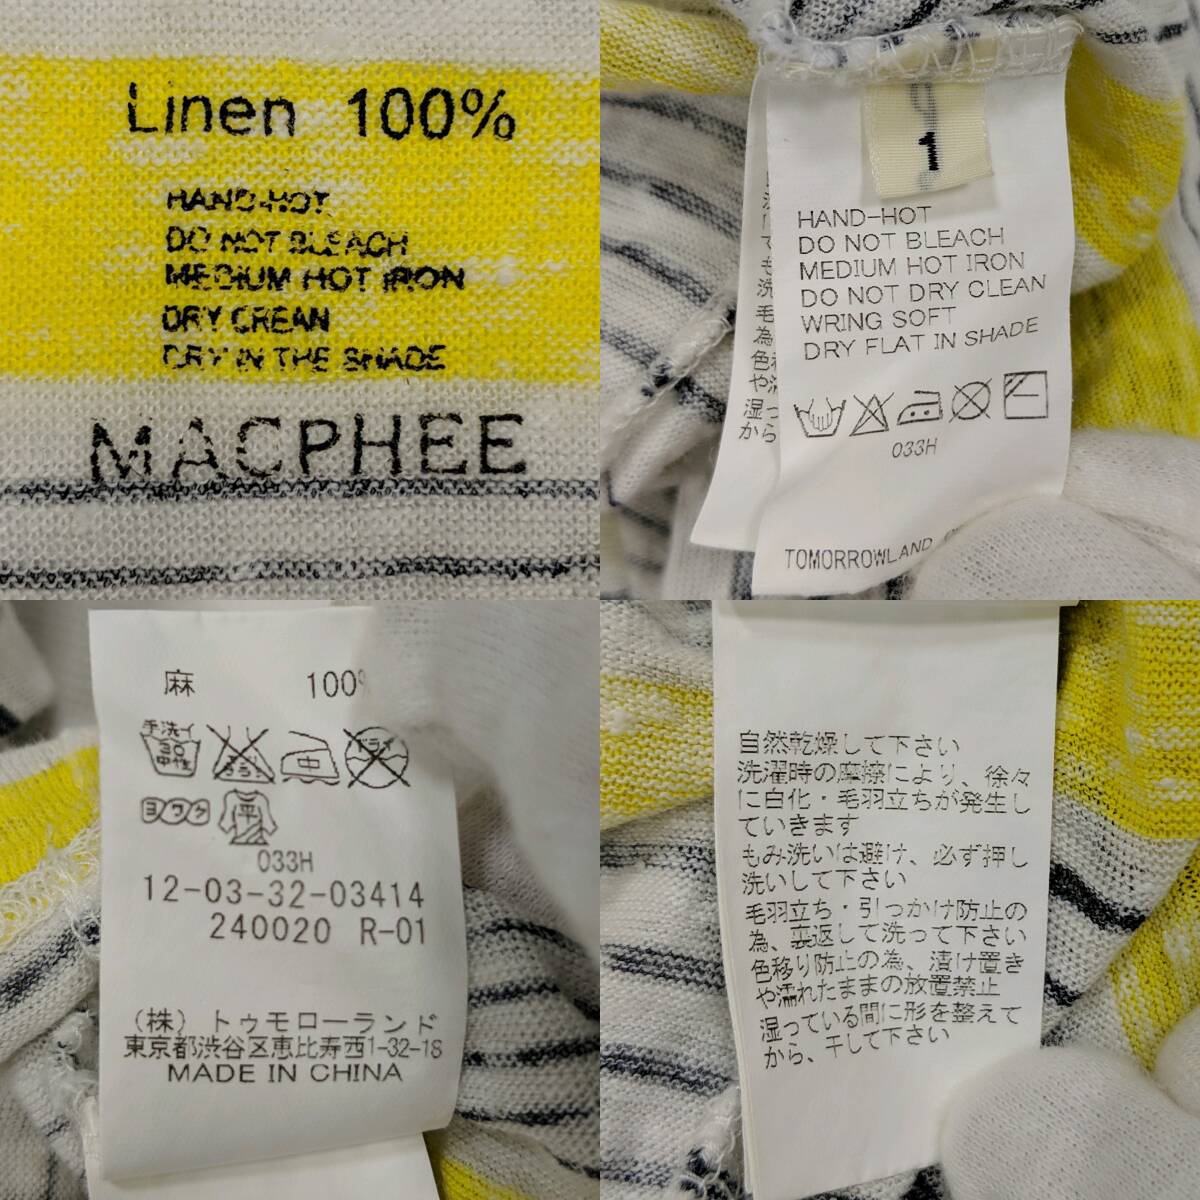 Linen 100%
HAND-HOT
DO NOT BLEACH
MEDIUM HOT IRON
DRY CREAN
DRY IN THE SHADE
MACPHEE
1
HAND-HOT
DO NOT BLEACH
MEDIUM HOT IRON
DO NOT DRY CLEAN
WRING SOFT
DRY FLAT IN SHADE
033H
TOMORROWLAND
麻 100%
手洗イ
30
中性
ドライ
ヨワク
平
033H
12-03-32-03414
240020 R-01
(株)トゥモローランド
東京都渋谷区恵比寿西1-32-18
MADE IN CHINA
自然乾燥して下さい
洗濯時の摩擦により、徐々
に白化・毛羽立ちが発生し
ていきます
もみ洗いは避け、必ず押し
洗いして下さい
毛羽立ち・引っかけ防止の
為、裏返して洗って下さい
色移り防止の為、漬け置き
や濡れたままの放置禁止
湿っている間に形を整えて
から、干して下さい